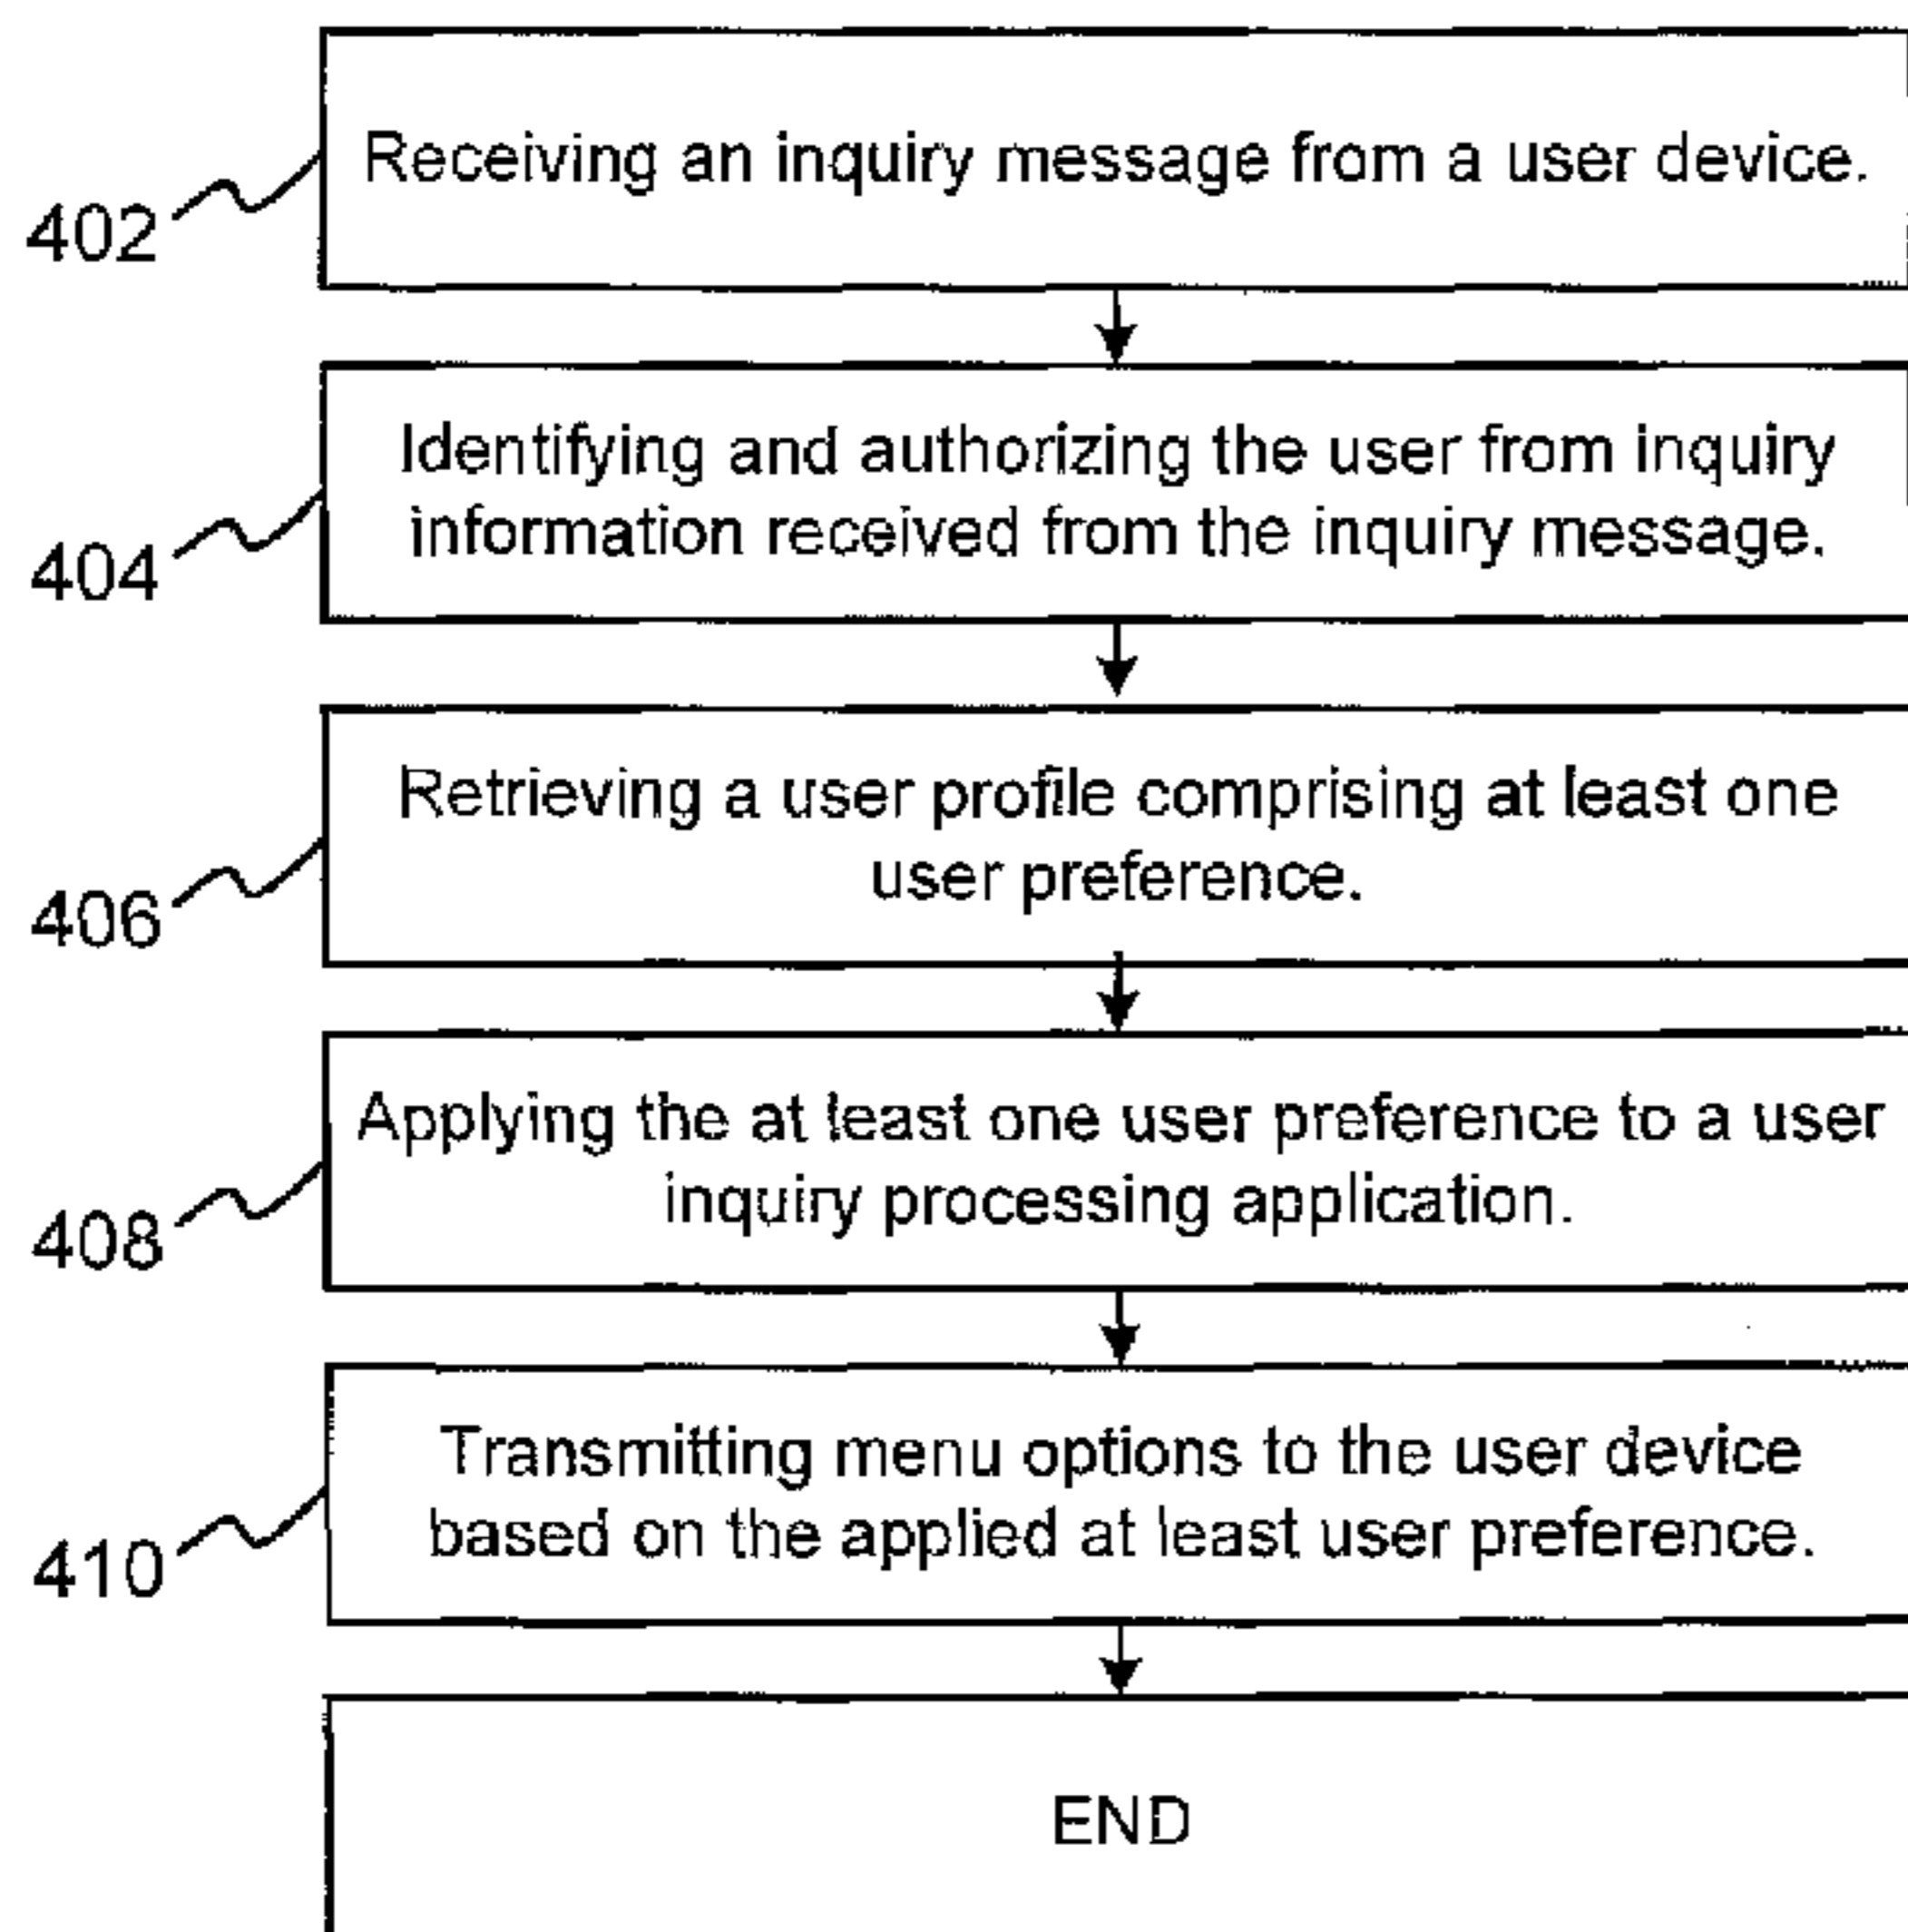 Receiving an inquiry message from a user device.
402
Identifying and authorizing the user from inquiry
information received from the inquiry message.
404
Retrieving a user profile comprising at least one
user preference.
406
Applying the at least one user preference to a user
inquiry processing application.
408
Transmitting menu options to the user device
based on the applied at least user preference.
410
END